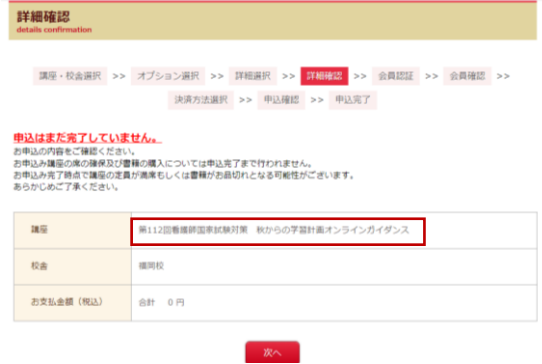 詳細確認
details confirmation
講座・校舎選択 >> オプション選択 >> 詳細選択 >> 詳細確認 >> 会員認証 >> 会員確認 >>
決済方法選択 >> 申込確認 >> 申込完了
申込はまだ完了していません。
お申込の内容をご確認ください。
お申込み講座の席の確保及び書籍の購入については申込完了まで行われません。
お申込み完了時点で講座の定員が満席もしくは書籍がお品切れとなる可能性がございます。
あらかじめご了承ください。
講座 第112回看護師国家試験対策 秋からの学習計画オンラインガイダンス
校舎 福岡校
お支払金額（税込） 合計 0 円
次へ